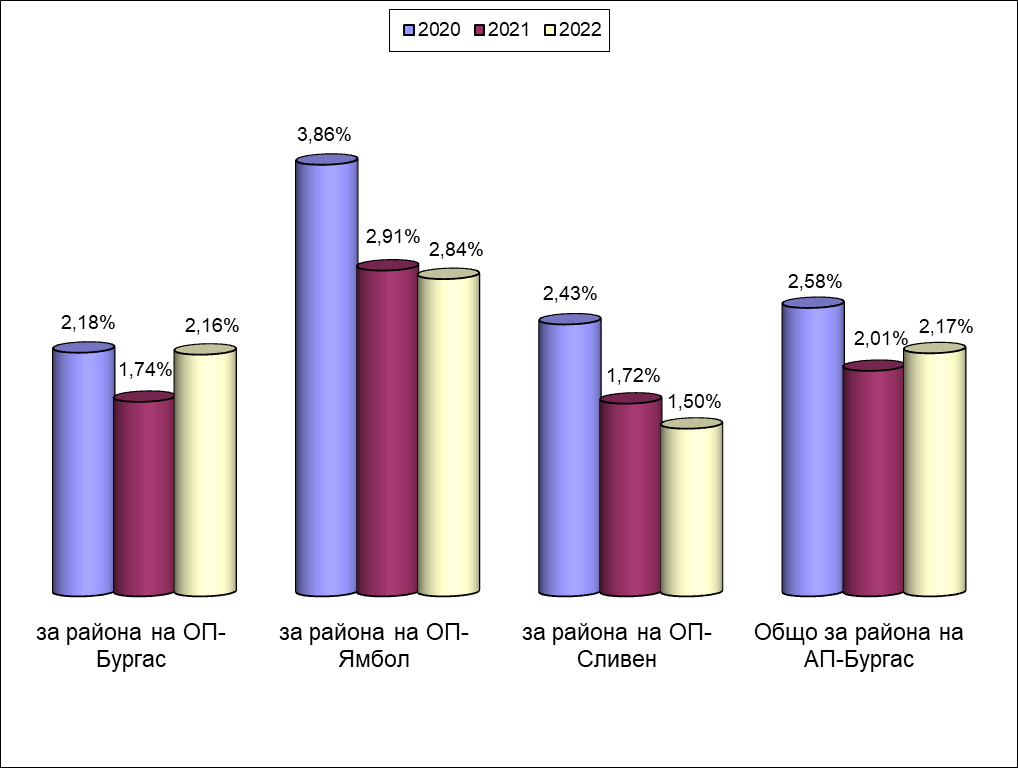 2020 2021 2022
3,86%
2,91%
2,84%
2,18%
1,74%
2,16%
2,43%
1,72%
1,50%
2,58%
2,01%
2,17%
за района на ОП-
Бургас
за района на ОП-
Ямбол
за района на ОП-
Сливен
Общо за района на
АП-Бургас